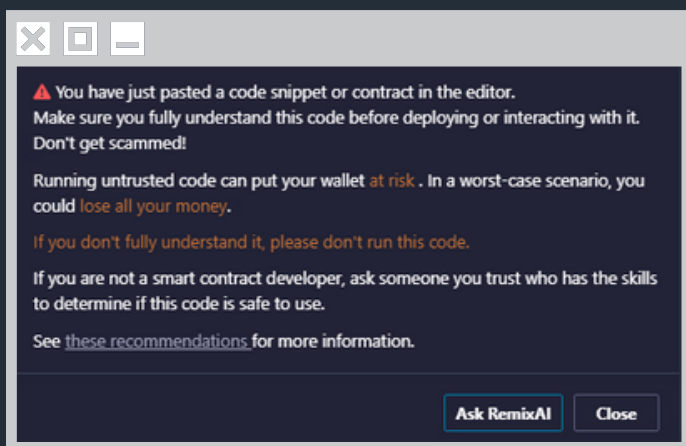 You have just pasted a code snippet or contract in the editor.
Make sure you fully understand this code before deploying or interacting with it.
Don't get scammed!
Running untrusted code can put your wallet at risk . In a worst-case scenario, you
could lose all your money.
If you don't fully understand it, please don't run this code.
If you are not a smart contract developer, ask someone you trust who has the skills
to determine if this code is safe to use.
See these recommendations for more information.
Ask RemixAI Close